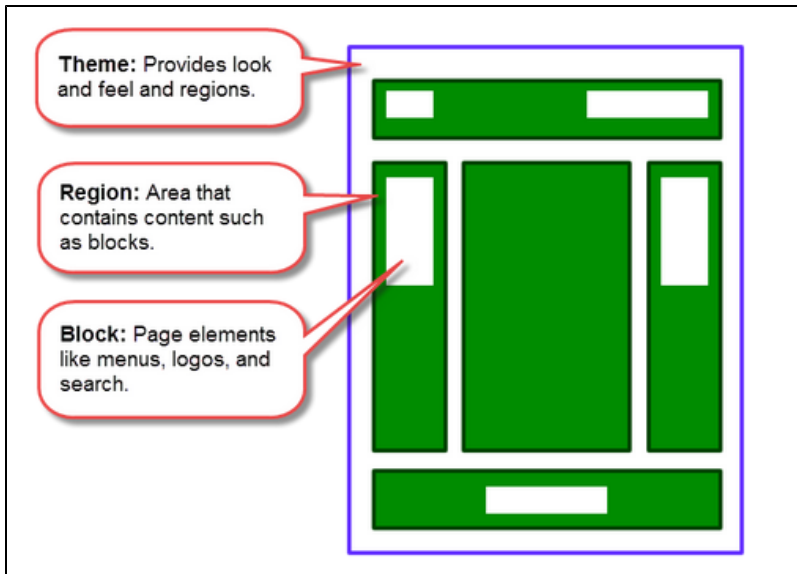 Theme: Provides look
and feel and regions.
Region: Area that
contains content such
as blocks.
Block: Page elements
like menus, logos, and
search.